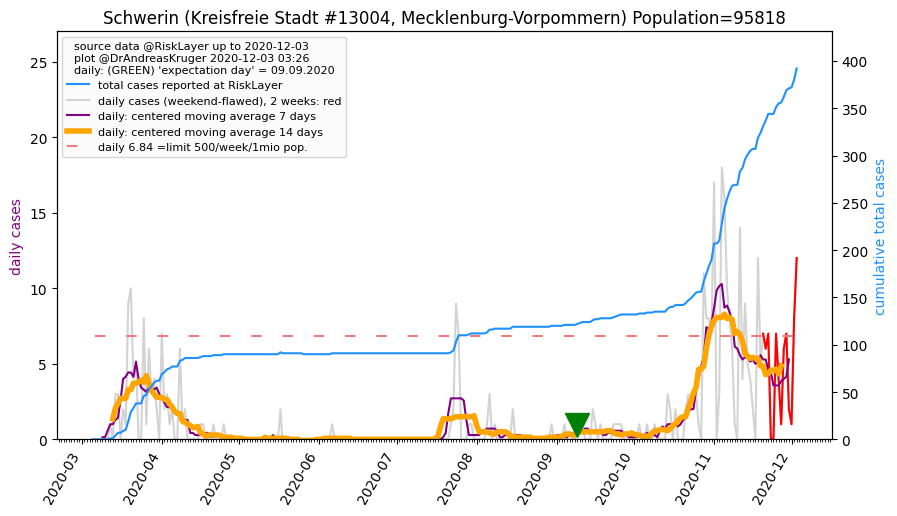 Schwerin (Kreisfreie Stadt #13004, Mecklenburg-Vorpommern) Population=95818
source data @RiskLayer up to 2020-12-03
plot @DrAndreasKruger 2020-12-03 03:26
daily: (GREEN) 'expectation day' = 09.09.2020
total cases reported at RiskLayer
daily cases (weekend-flawed), 2 weeks: red
daily: centered moving average 7 days
daily: centered moving average 14 days
daily 6.84 =limit 500/week/1mio pop.
daily cases
25
20
15
10
5
0
cumulative total cases
400
350
300
250
200
150
100
50
0
2020-03
2020-04
2020-05
2020-06
2020-07
2020-08
2020-09
2020-10
2020-11
2020-12